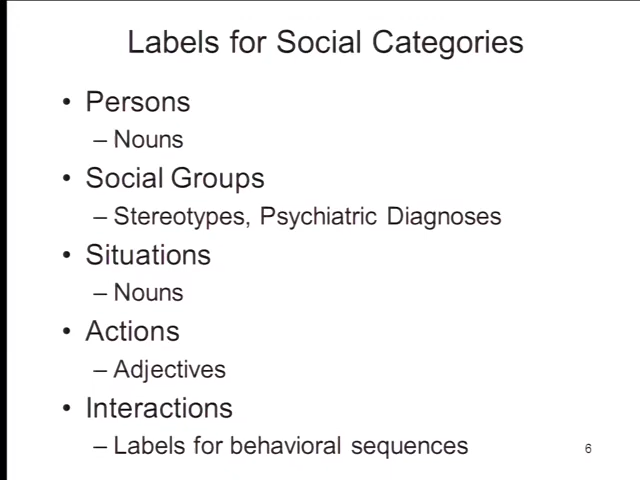 Labels for Social Categories
• Persons
– Nouns
• Social Groups
– Stereotypes, Psychiatric Diagnoses
• Situations
– Nouns
• Actions
– Adjectives
• Interactions
– Labels for behavioral sequences
6